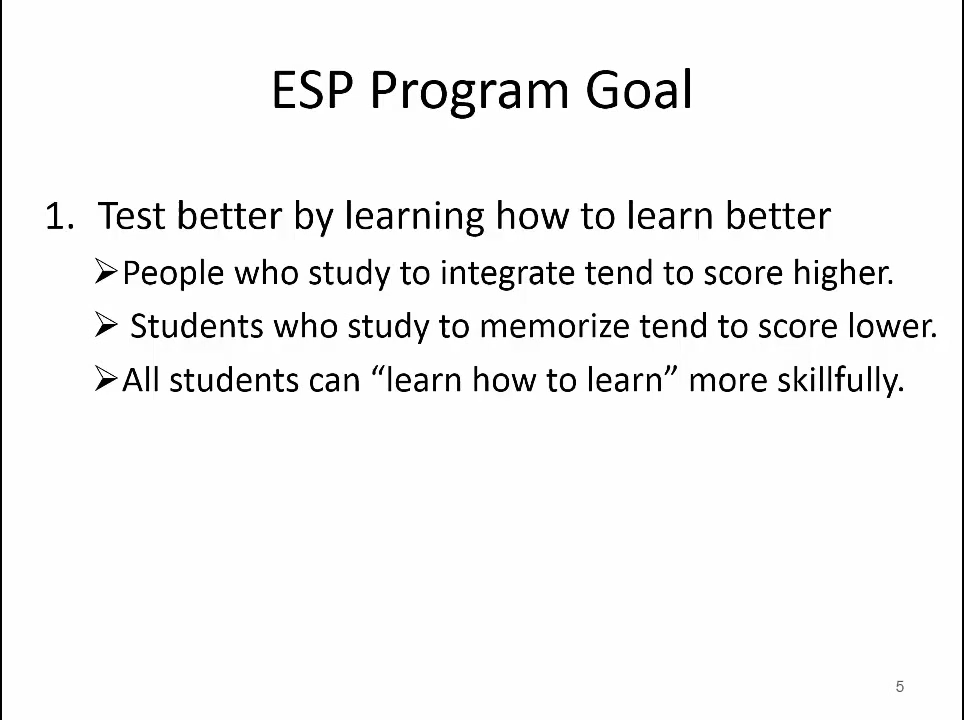 ESP Program Goal
1. Test better by learning how to learn better
➢People who study to integrate tend to score higher.
➢ Students who study to memorize tend to score lower.
➢All students can “learn how to learn” more skillfully.
5